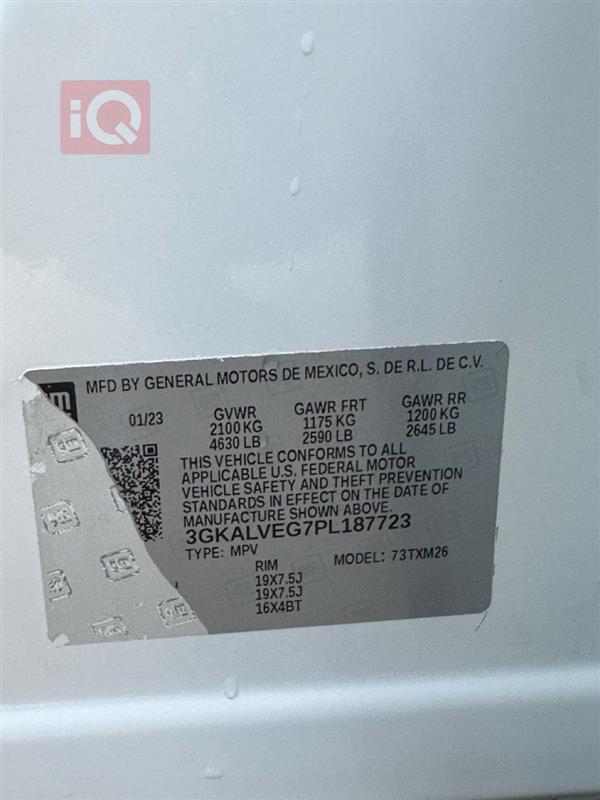 iQ
MFD BY GENERAL MOTORS DE MEXICO, S. DE R.L. DE C.V.
01/23 GVWR GAWR FRT GAWR RR
2100 KG 1175 KG 1200 KG
4630 LB 2590 LB 2645 LB
THIS VEHICLE CONFORMS TO ALL
APPLICABLE U.S. FEDERAL MOTOR
VEHICLE SAFETY AND THEFT PREVENTION
STANDARDS IN EFFECT ON THE DATE OF
MANUFACTURE SHOWN ABOVE.
3GKALVEG7PL187723
TYPE: MPV MODEL: 73TXM26
RIM
19X7.5J
19X7.5J
16X4BT